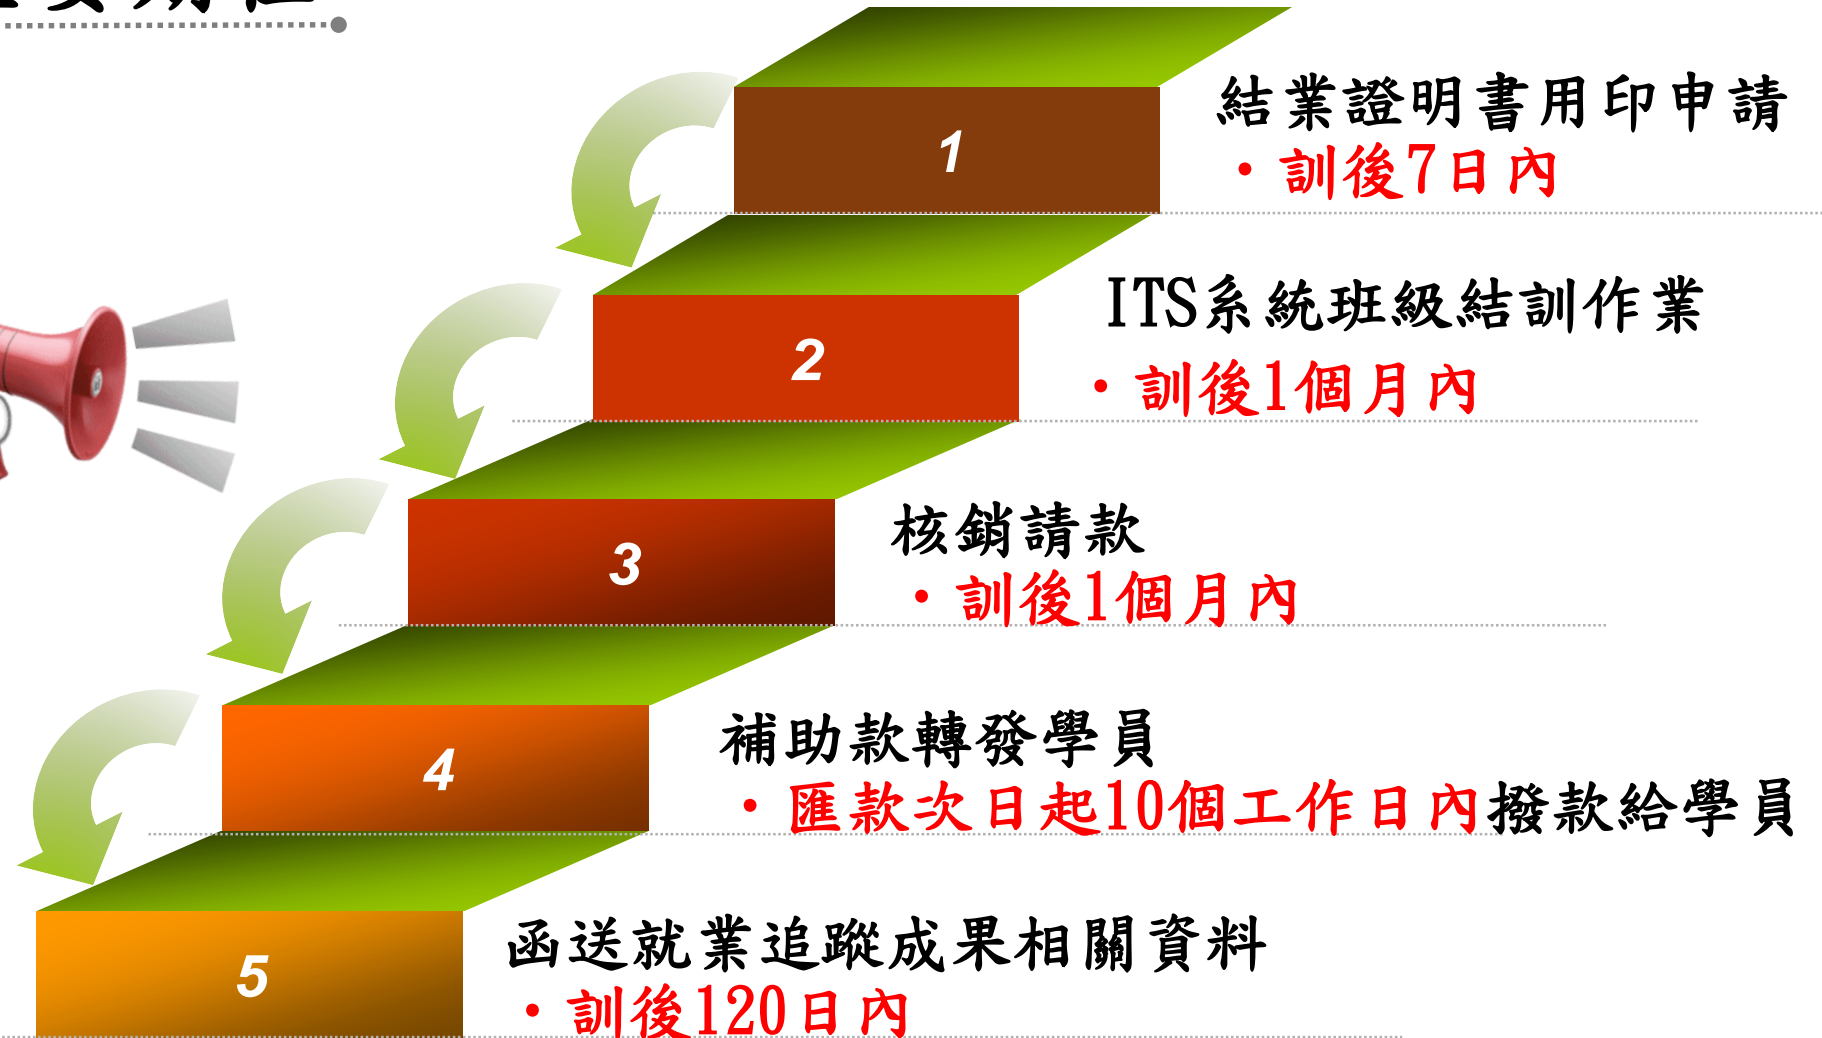 1
結業證明書用印申請
・訓後7日內
2
ITS系統班級結訓作業
・訓後1個月內
3
核銷請款
・訓後1個月內
4
補助款轉發學員
・匯款次日起10個工作日內撥款給學員
5
函送就業追蹤成果相關資料
・訓後120日內